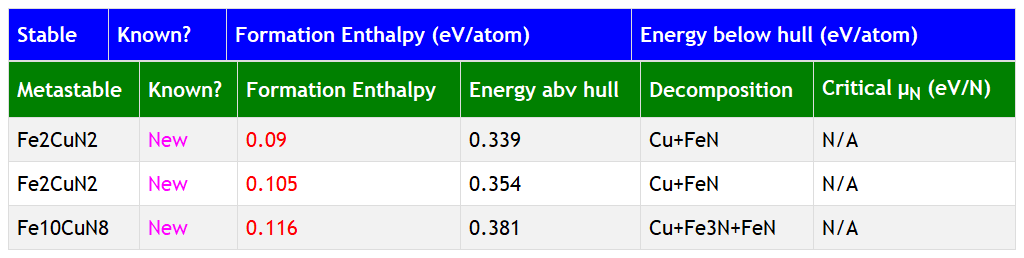 Stable Known? Formation Enthalpy (eV/atom) Energy below hull (eV/atom)
Metastable Known? Formation Enthalpy Energy abv hull Decomposition Critical μN (eV/N)
Fe2CuN2 New 0.09 0.339 Cu+FeN N/A
Fe2CuN2 New 0.105 0.354 Cu+FeN N/A
Fe10CuN8 New 0.116 0.381 Cu+Fe3N+FeN N/A